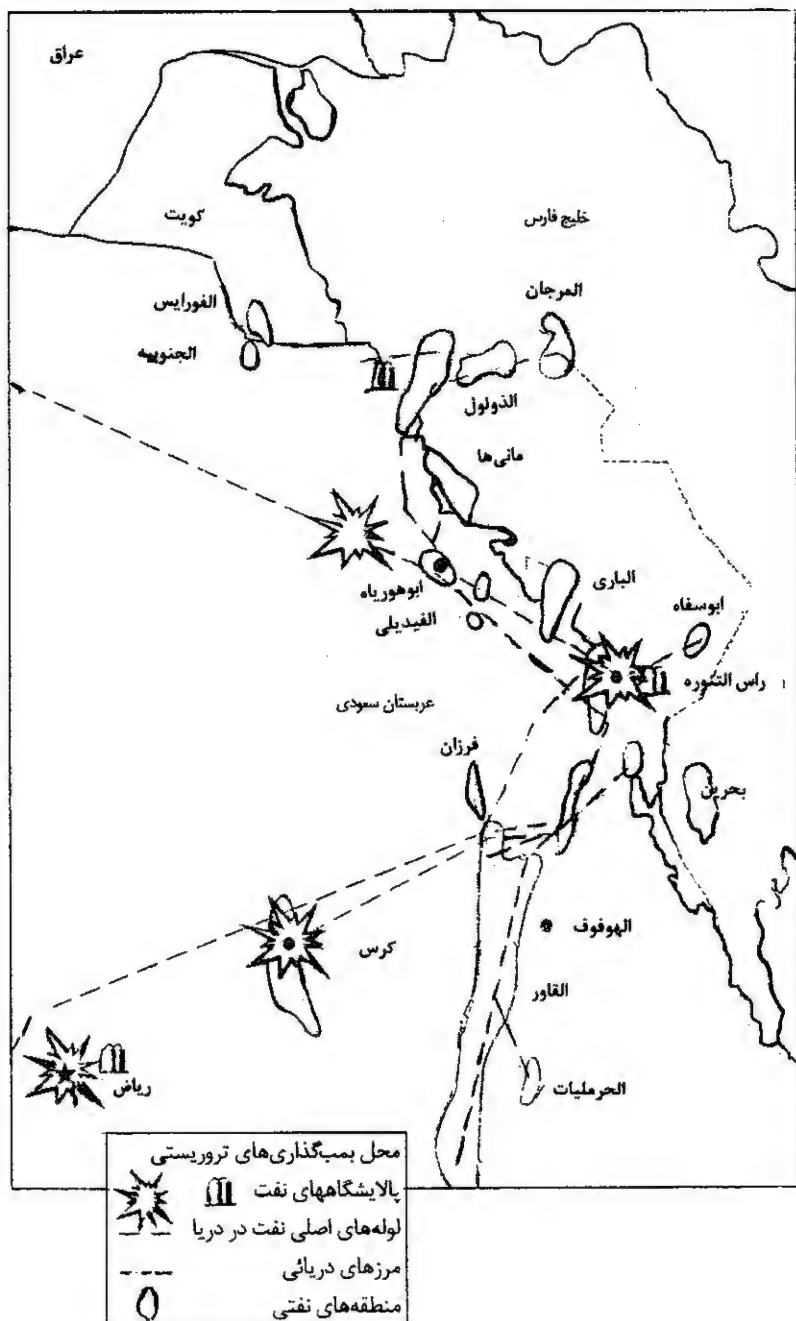 عراق
کویت
خلیج فارس
المرجان
الفورایس
الجنوبیه
الذولول
مانی‌ها
الباری
ابوسفاه
ابوهوریاه
الفیدیلی
راس التنوره
عربستان سعودی
فرزان
بحرین
الهوفوف
کرس
القاور
الحرملیات
ریاض
محل بمب‌گذاری‌های تروریستی
پالایشگاههای نفت
لوله‌های اصلی نفت در دریا
مرزهای دریائی
منطقه‌های نفتی